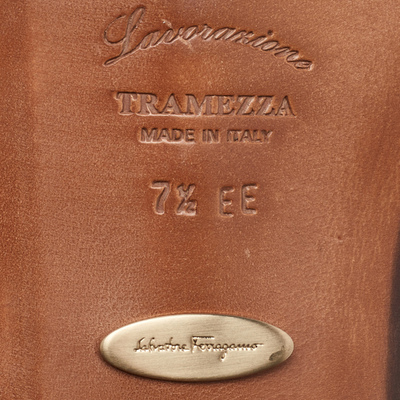 Lavorazione
TRAMEZZA
MADE IN ITALY
7½ EE
Salvatore Ferragamo